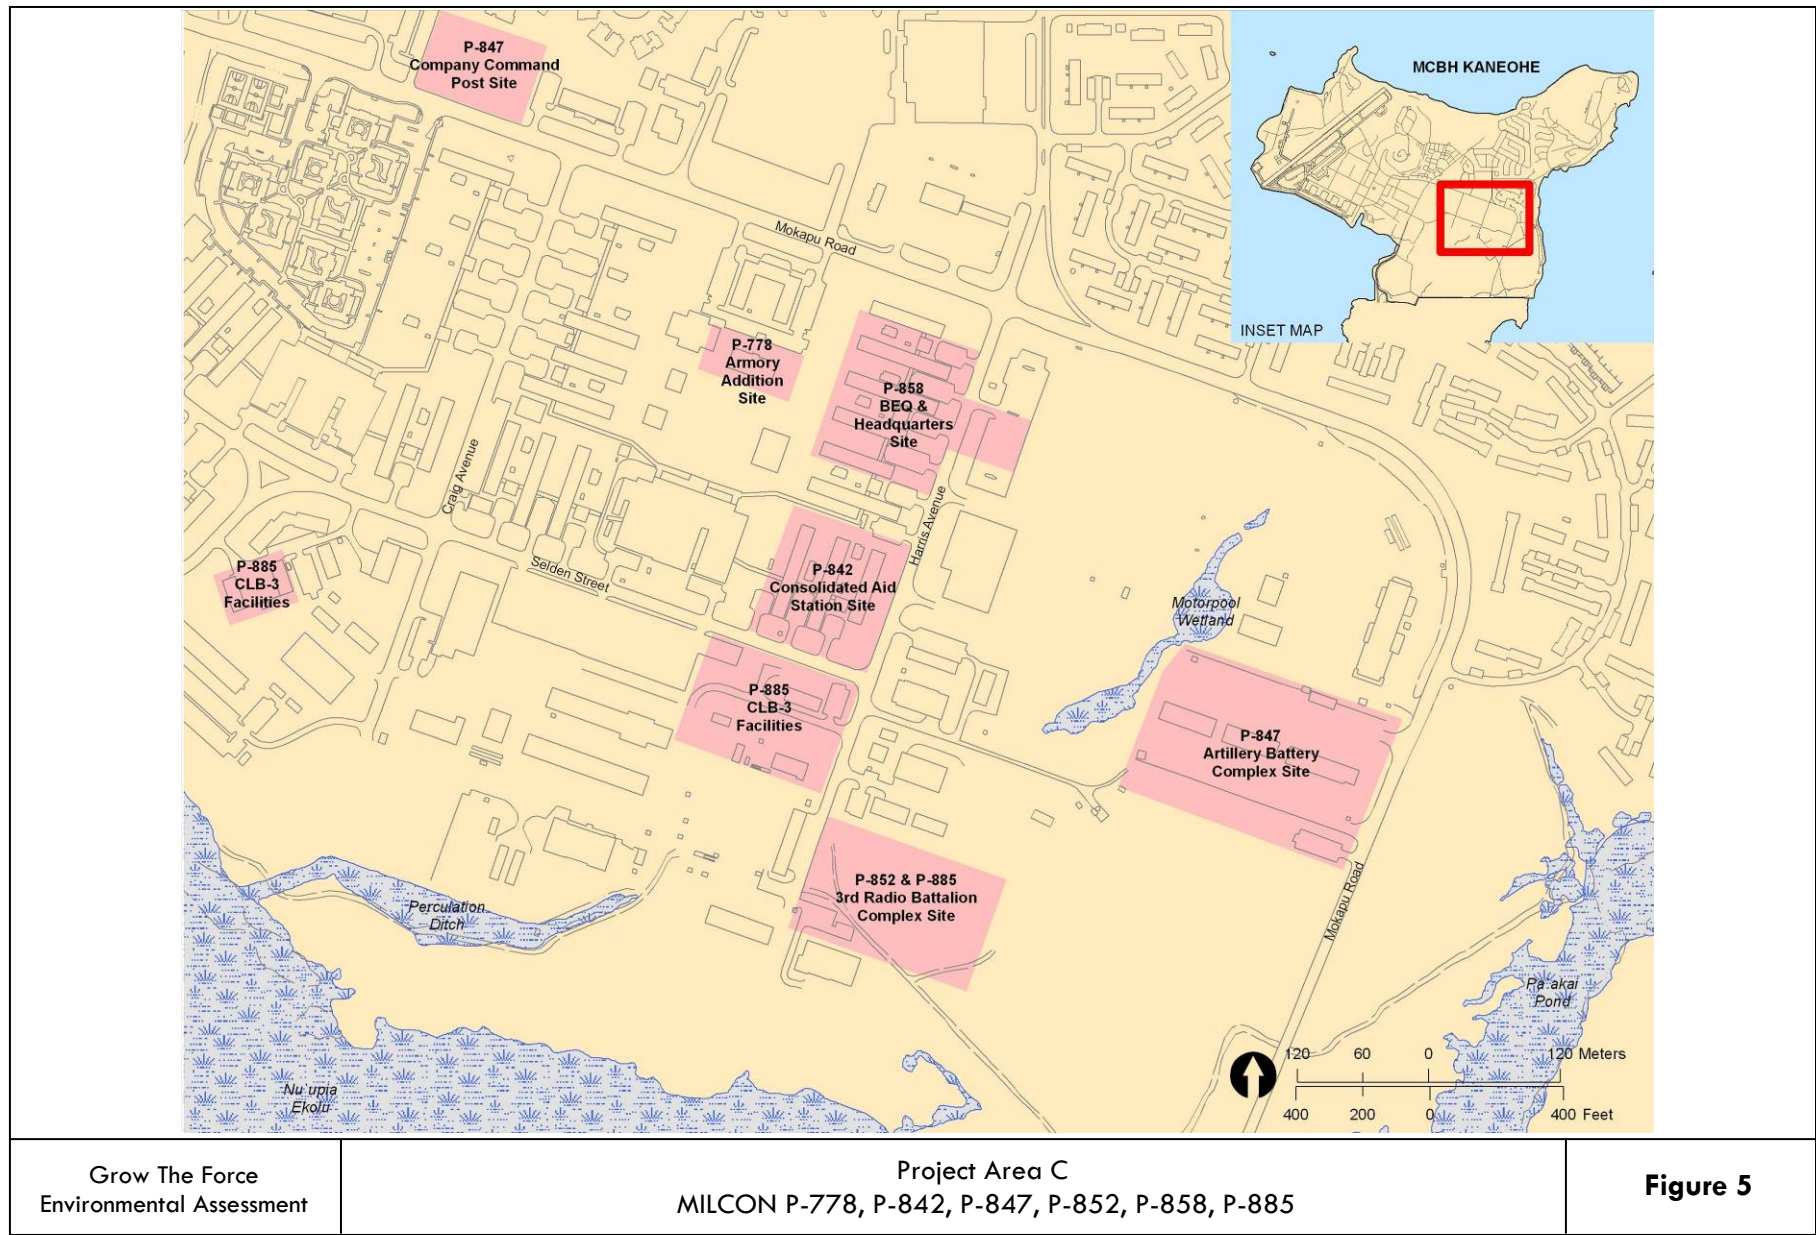 P-847
Company Command
Post Site
MCBH KANEOHE
INSET MAP
Mokapu Road
P-778
Armory
Addition
Site
P-858
BEQ &
Headquarters
Site
Craig Avenue
Harris Avenue
P-885
CLB-3
Facilities
Selden Street
P-842
Consolidated Aid
Station Site
Motorpool
Wetland
P-885
CLB-3
Facilities
P-847
Artillery Battery
Complex Site
P-852 & P-885
3rd Radio Battalion
Complex Site
Perculation
Ditch
Mokapu Road
Pa akai
Pond
Nu upia
Ekolu
120 60 0 120 Meters
400 200 0 400 Feet
Grow The Force
Environmental Assessment
Project Area C
MILCON P-778, P-842, P-847, P-852, P-858, P-885
Figure 5